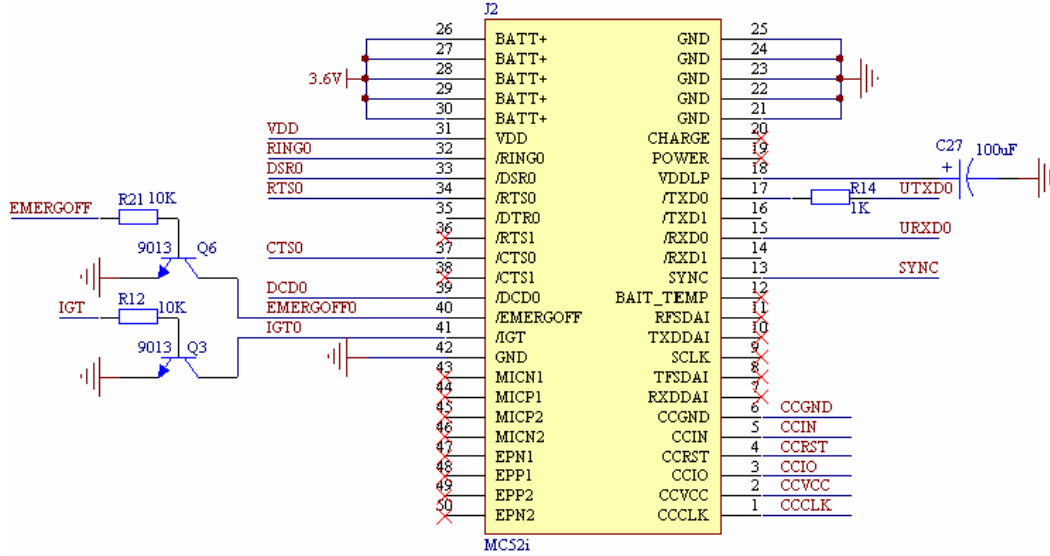 J2
26 BATT+ GND 25
27 BATT+ GND 24
3.6V 28 BATT+ GND 23
29 BATT+ GND 22
30 BATT+ GND 21
VDD 31 VDD CHARGE 20
RING0 32 /RING0 POWER 19 C27 100uF
DSR0 33 /DSR0 VDDLP 18 +
RTS0 34 /RTS0 /TXD0 17 R14 1K UTXD0
35 /DTR0 /TXD1 16
36 /RTS1 /RXD0 15 URXD0
CTS0 37 /CTS0 /RXD1 14
38 /CTS1 SYNC 13 SYNC
DCD0 39 /DCD0 BAIT_TEMP 12
EMERGOFF0 40 /EMERGOFF RFSDAI 11
IGT0 41 /IGT TXDDAI 10
42 GND SCLK 9
43 MICN1 TFSDAI 8
44 MICP1 RXDDAI 7
45 MICP2 CCGND 6 CCGND
46 MICN2 CCIN 5 CCIN
47 EPN1 CCRST 4 CCRST
48 EPP1 CCIO 3 CCIO
49 EPP2 CCVCC 2 CCVCC
50 EPN2 CCCLK 1 CCCLK
MC52i
EMERGOFF R21 10K
9013 Q6
IGT R12 10K
9013 Q3